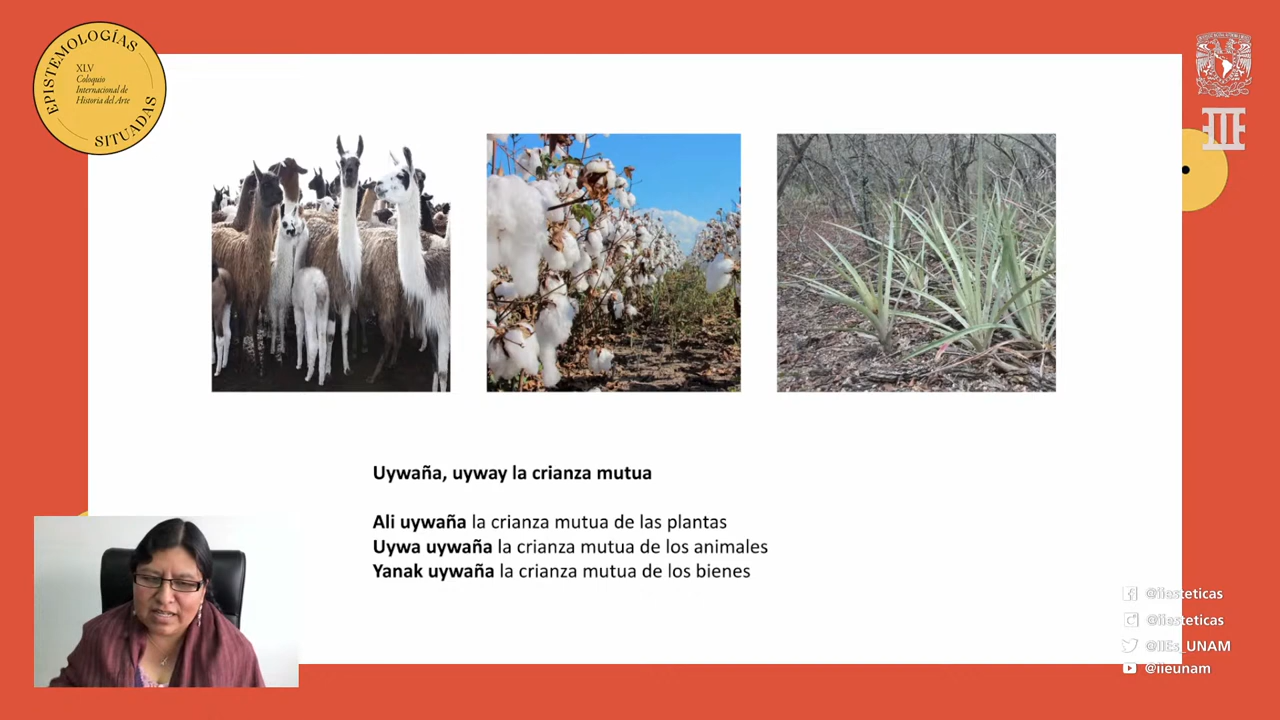 EPISTEMOLOGÍAS
XLV
Coloquio
Internacional de
Historia del Arte
SITUADAS
Uywaña, uyway la crianza mutua
Ali uywaña la crianza mutua de las plantas
Uywa uywaña la crianza mutua de los animales
Yanak uywaña la crianza mutua de los bienes
@iiesteticas
@iiesteticas
@IIEs_UNAM
@iieunam